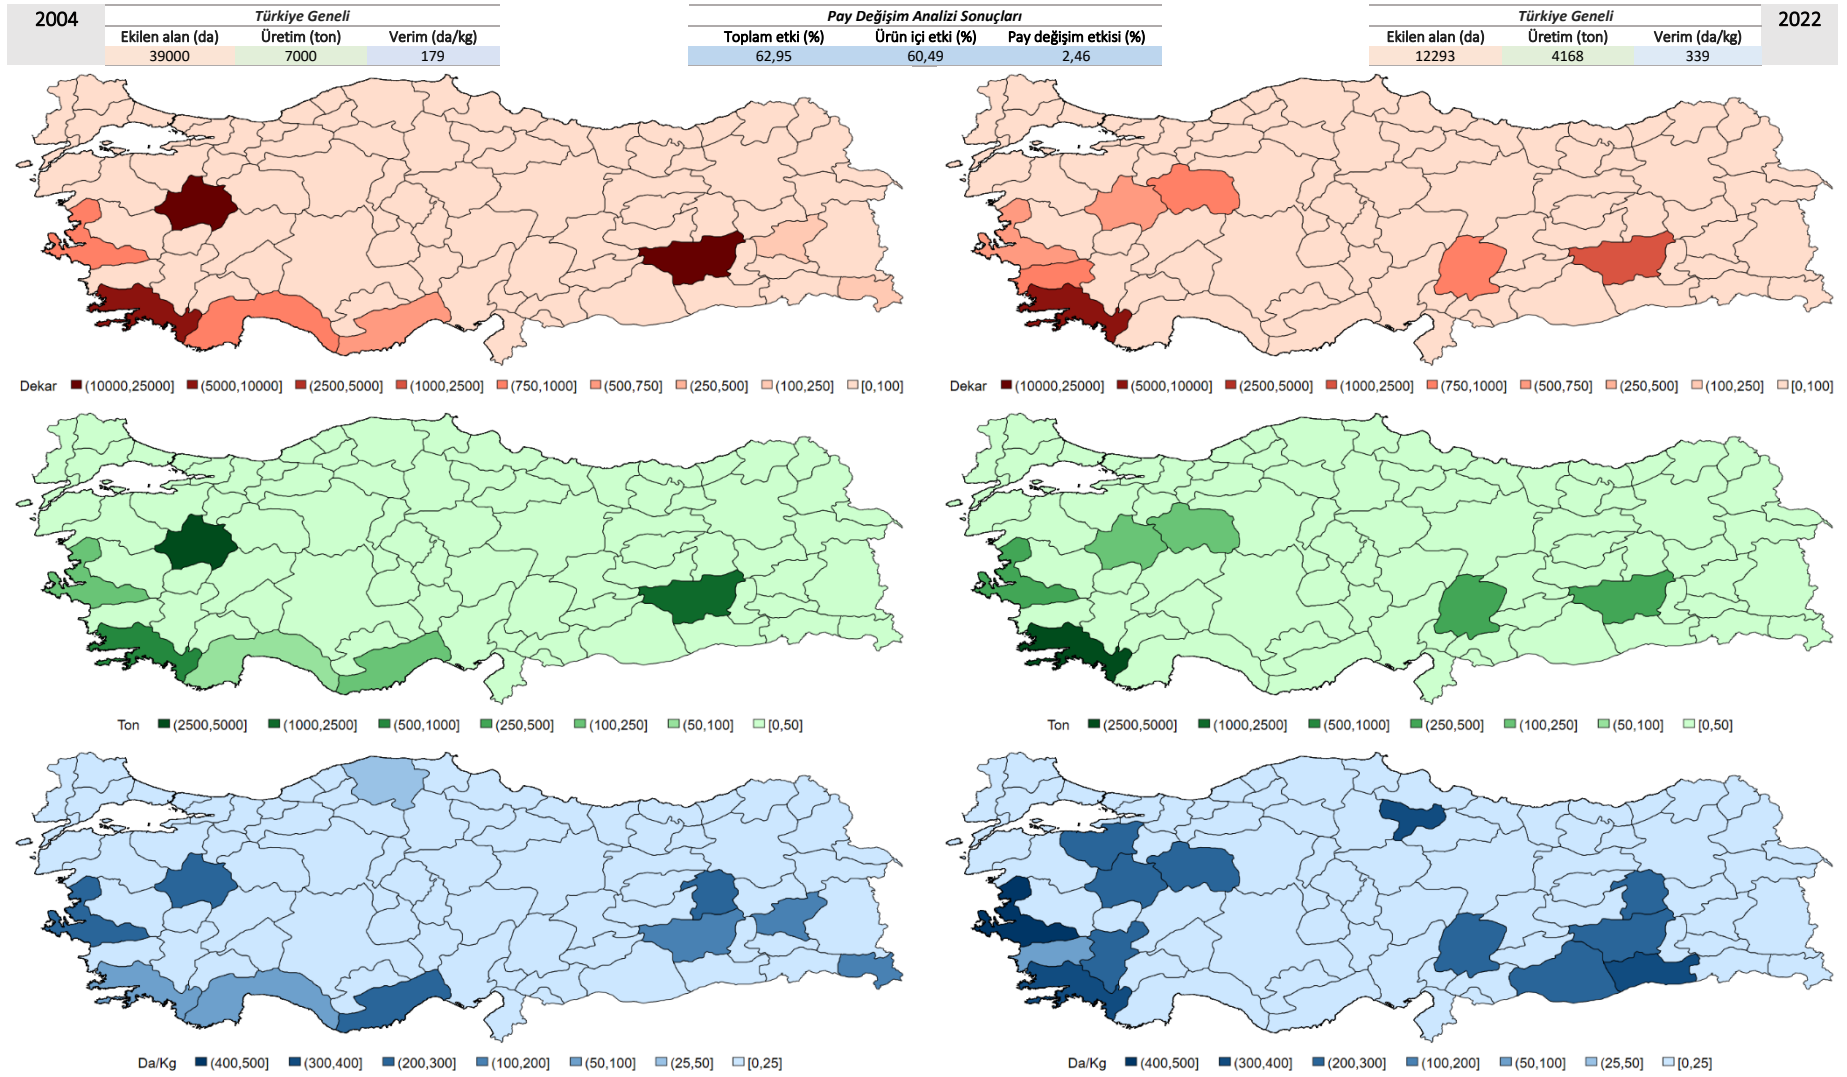 2004
Türkiye Geneli
Ekilen alan (da) Üretim (ton) Verim (da/kg)
39000 7000 179
Pay Değişim Analizi Sonuçları
Toplam etki (%) Ürün içi etki (%) Pay değişim etkisi (%)
62,95 60,49 2,46
Türkiye Geneli
Ekilen alan (da) Üretim (ton) Verim (da/kg)
12293 4168 339
2022
Dekar (10000,25000] (5000,10000] (2500,5000] (1000,2500] (750,1000] (500,750] (250,500] (100,250] [0,100]
Dekar (10000,25000] (5000,10000] (2500,5000] (1000,2500] (750,1000] (500,750] (250,500] (100,250] [0,100]
Ton (2500,5000] (1000,2500] (500,1000] (250,500] (100,250] (50,100] [0,50]
Ton (2500,5000] (1000,2500] (500,1000] (250,500] (100,250] (50,100] [0,50]
Da/Kg (400,500] (300,400] (200,300] (100,200] (50,100] (25,50] [0,25]
Da/Kg (400,500] (300,400] (200,300] (100,200] (50,100] (25,50] [0,25]